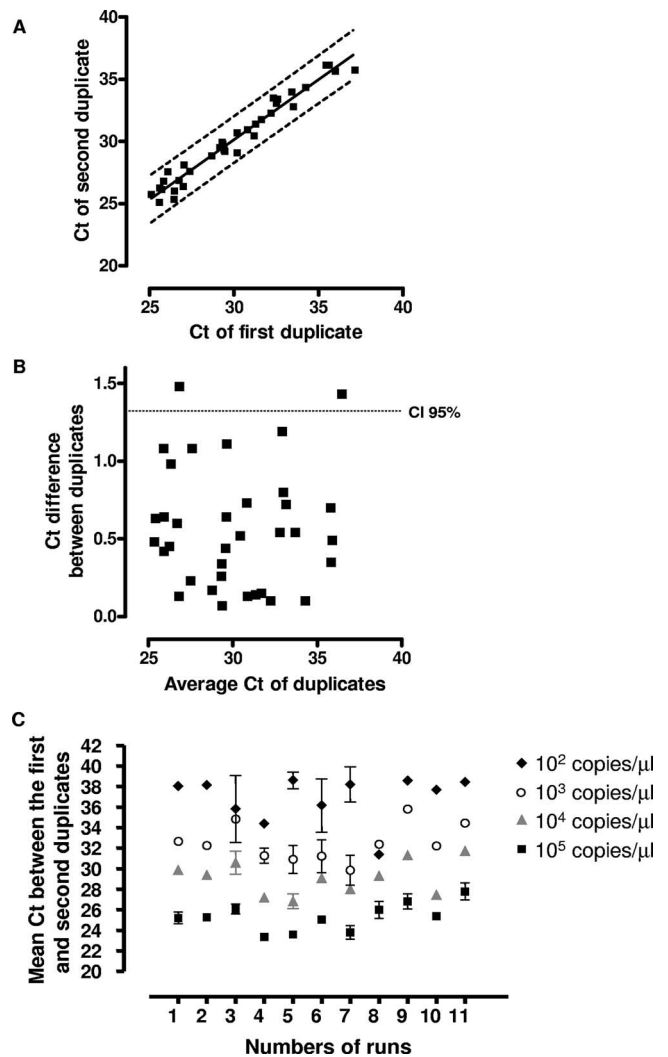 A
Ct of second duplicate
40
35
30
25
20
25 30 35 40
Ct of first duplicate
B
Ct difference
between duplicates
1.5
1.0
0.5
0.0
CI 95%
25 30 35 40
Average Ct of duplicates
C
Mean Ct between the first
and second duplicates
42
40
38
36
34
32
30
28
26
24
22
20
10² copies/µl
10³ copies/µl
10⁴ copies/µl
10⁵ copies/µl
1 2 3 4 5 6 7 8 9 10 11
Numbers of runs